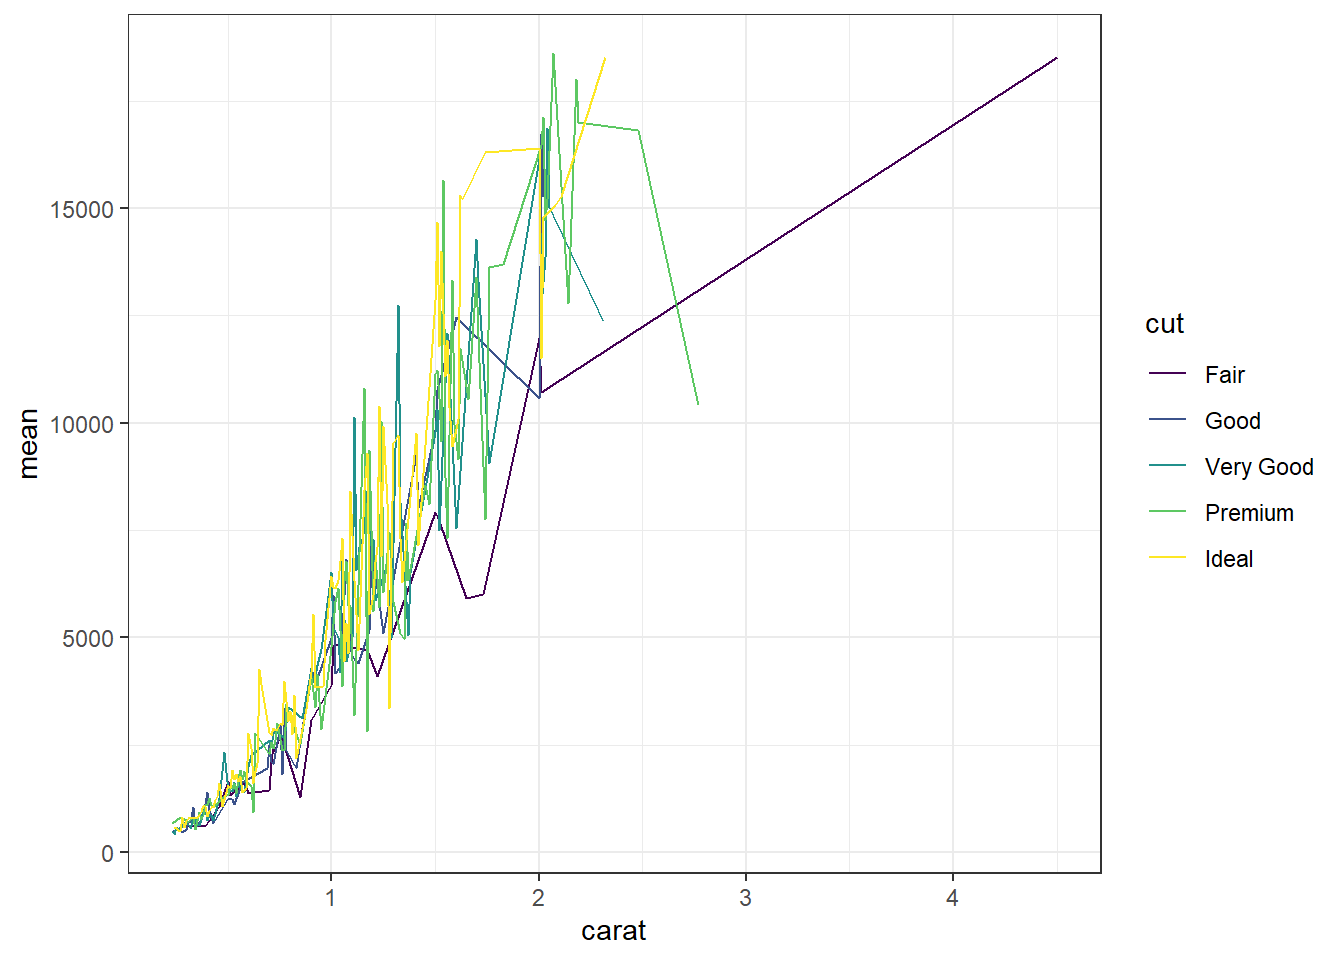 15000
10000
5000
0
mean
1 2 3 4
carat
cut
Fair
Good
Very Good
Premium
Ideal